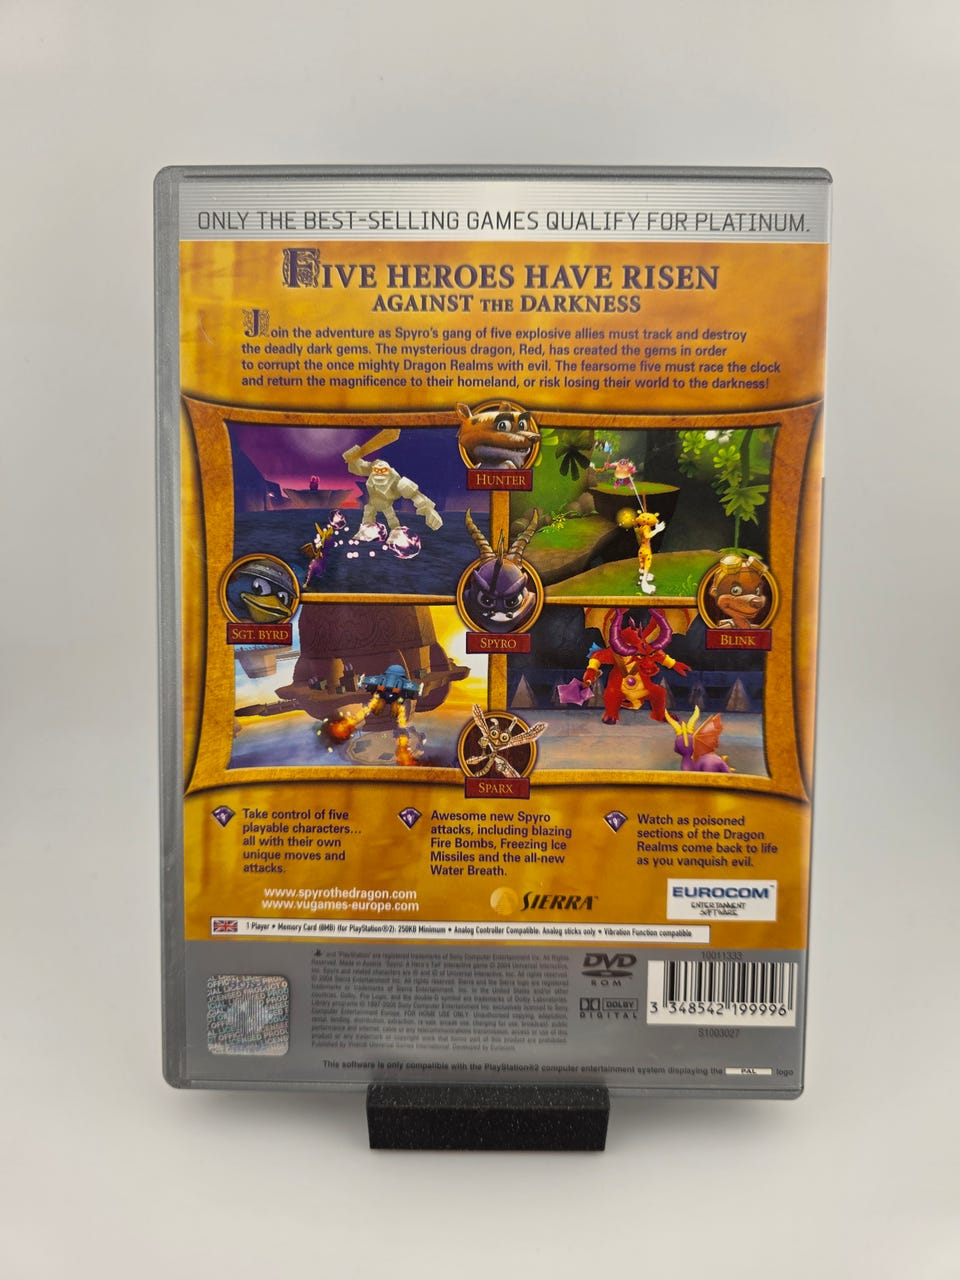 ONLY THE BEST-SELLING GAMES QUALIFY FOR PLATINUM.
FIVE HEROES HAVE RISEN
AGAINST THE DARKNESS
Join the adventure as Spyro's gang of five explosive allies must track and destroy
the deadly dark gems. The mysterious dragon, Red, has created the gems in order
to corrupt the once mighty Dragon Realms with evil. The fearsome five must race the clock
and return the magnificence to their homeland, or risk losing their world to the darkness!
HUNTER
SGT. BYRD
SPYRO
BLINK
SPARX
Take control of five
playable characters...
all with their own
unique moves and
attacks.
Awesome new Spyro
attacks, including blazing
Fire Bombs, Freezing Ice
Missiles and the all-new
Water Breath.
Watch as poisoned
sections of the Dragon
Realms come back to life
as you vanquish evil.
www.spyrothedragon.com
www.vugames-europe.com
SIERRA™
EUROCOM™
ENTERTAINMENT
SOFTWARE
1 Player • Memory Card (8MB) (for PlayStation®2): 250KB Minimum • Analog Controller Compatible: Analog sticks only • Vibration Function compatible
DVD
ROM
DOLBY
DIGITAL
10011333
3 348542 199996
S1003027
This software is only compatible with the PlayStation®2 computer entertainment system displaying the PAL logo